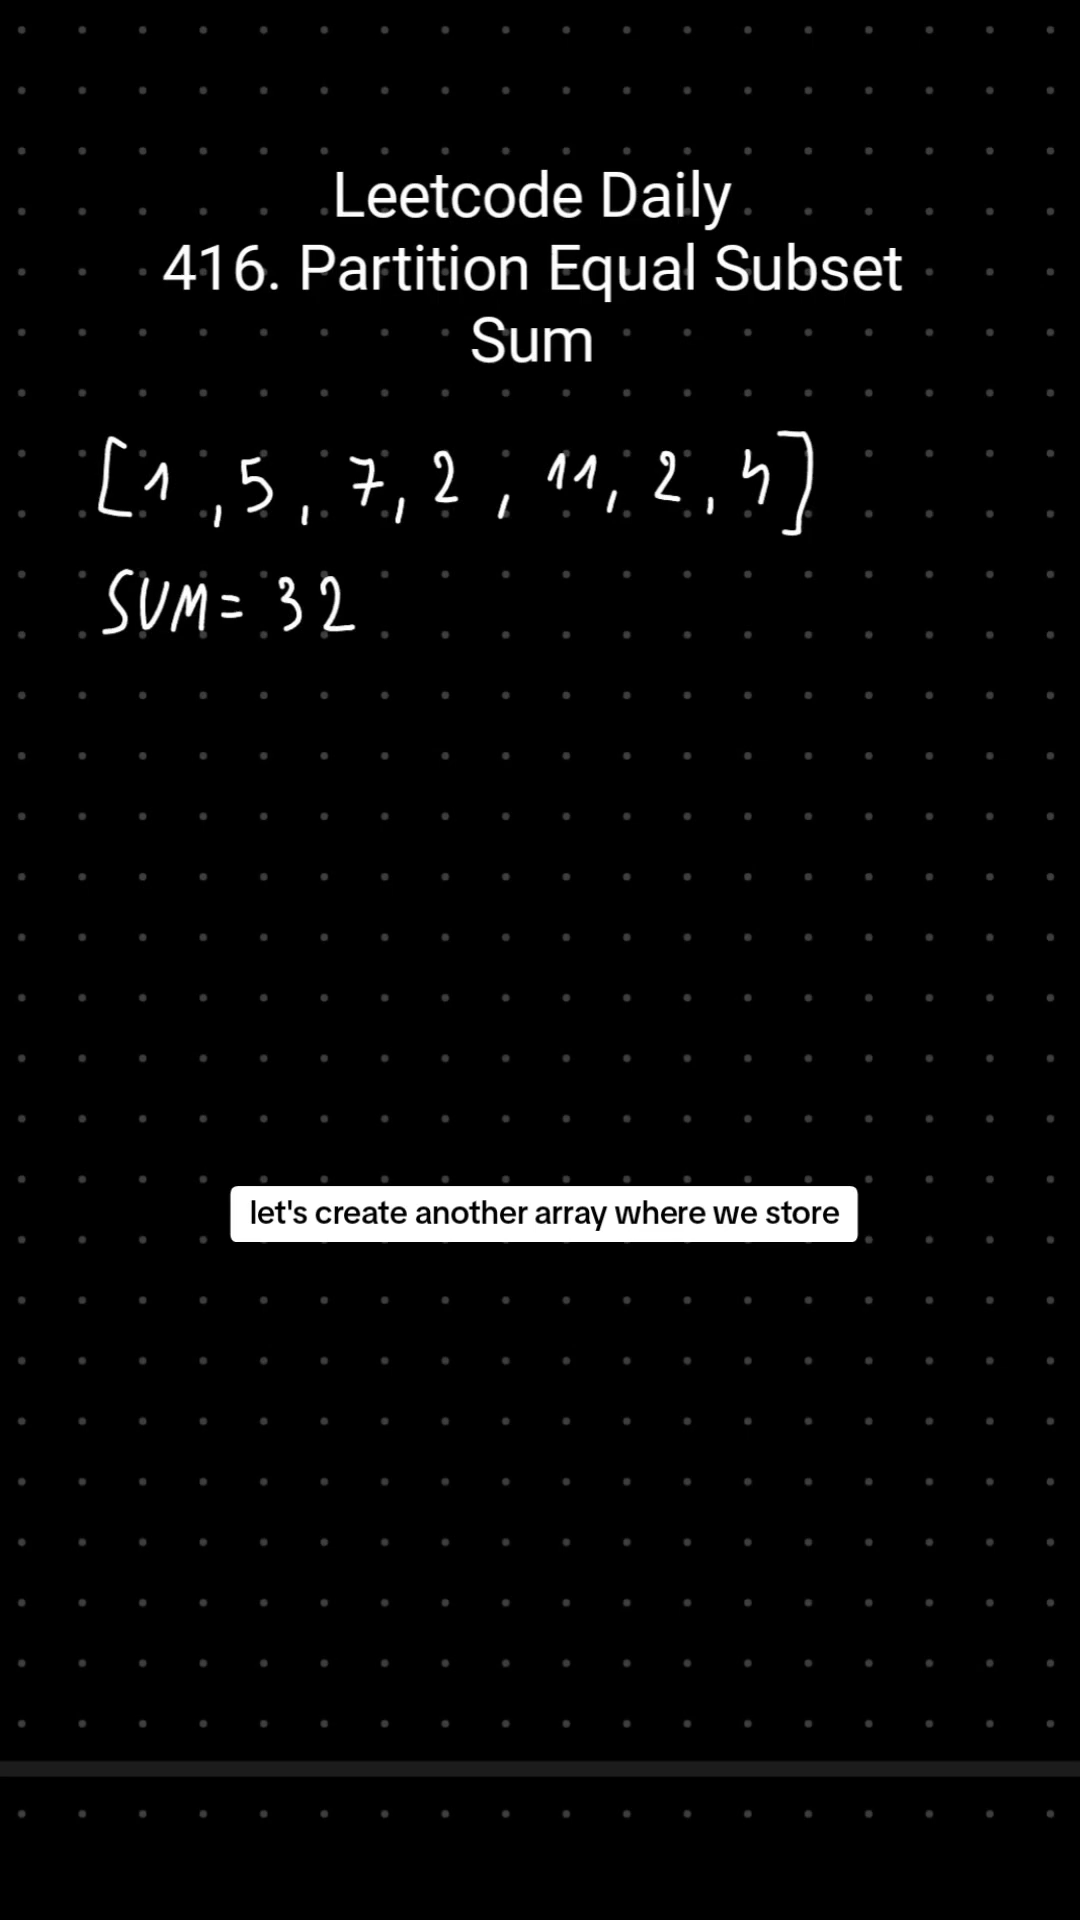 Leetcode Daily
416. Partition Equal Subset
Sum
[1, 5, 7, 2, 11, 2, 4]
SUM= 32
let's create another array where we store